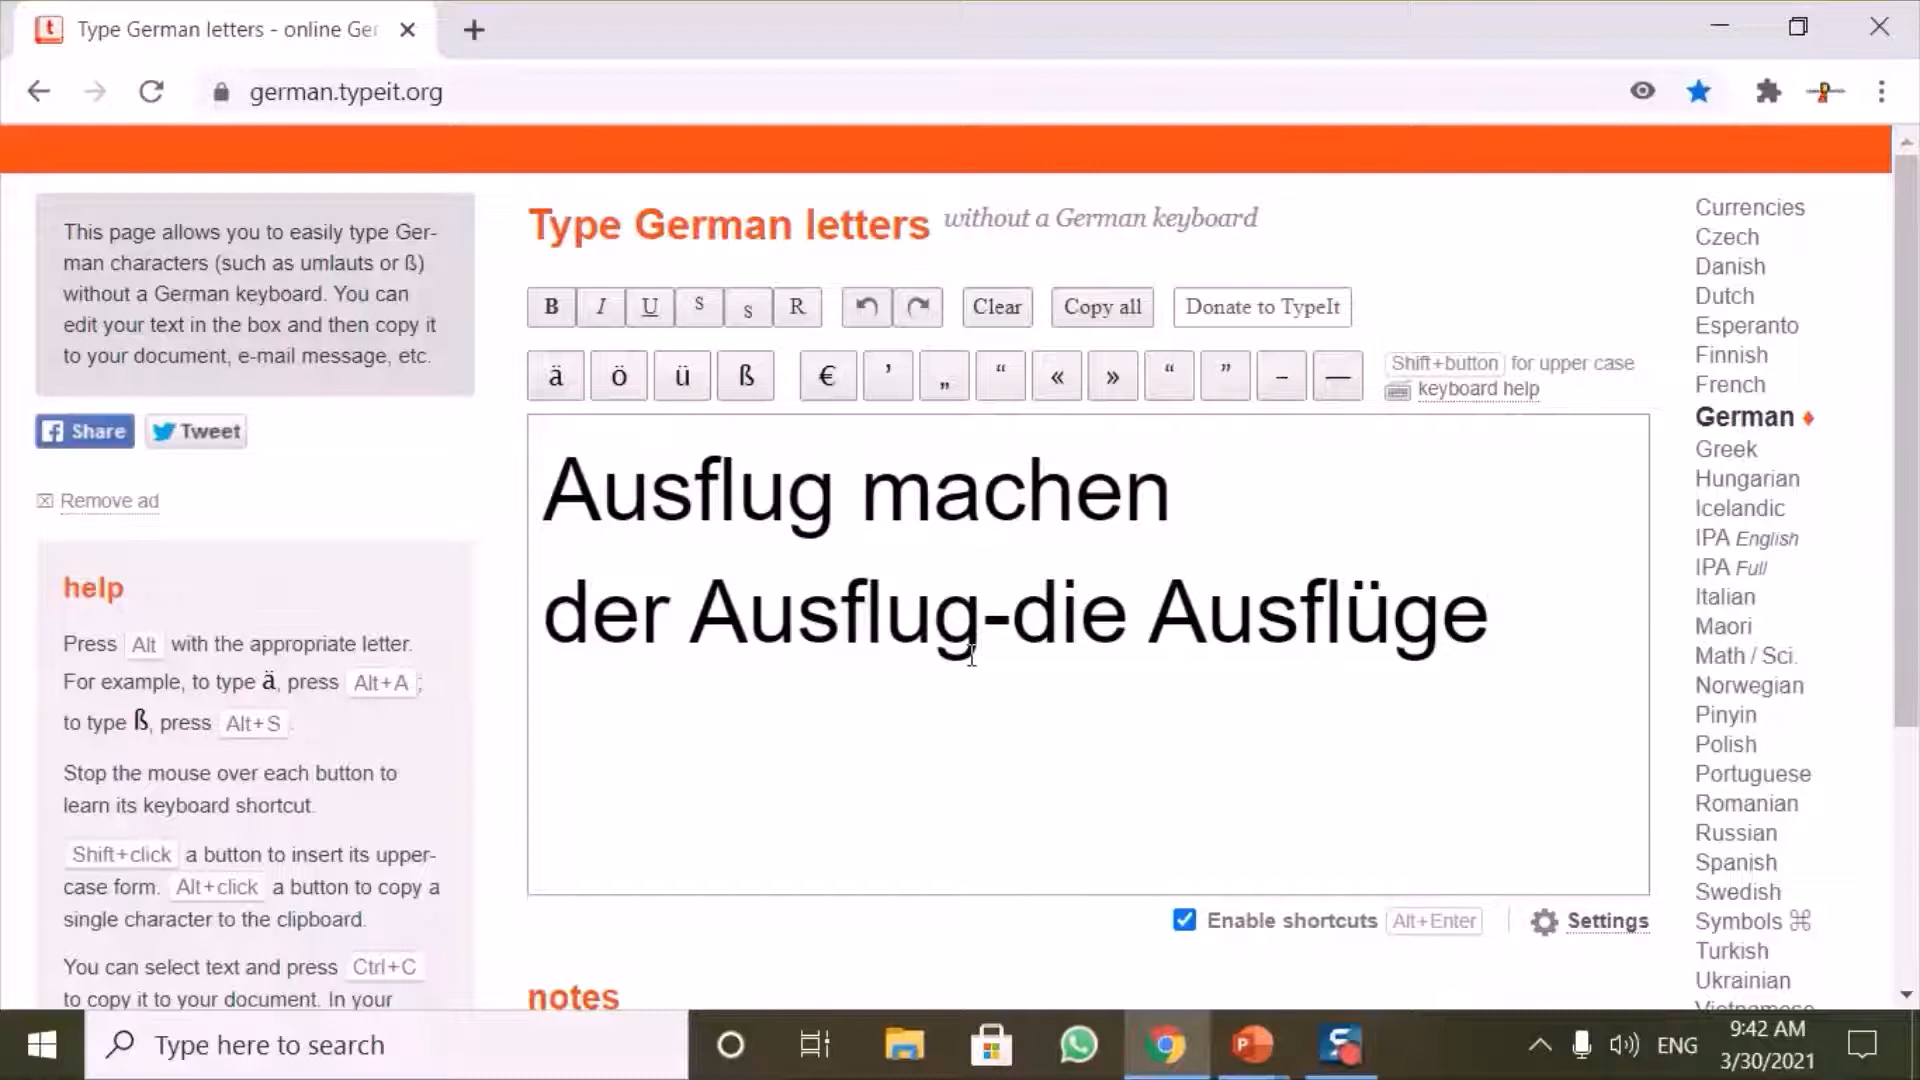 Type German letters - online Ger
german.typeit.org
This page allows you to easily type Ger-
man characters (such as umlauts or ß)
without a German keyboard. You can
edit your text in the box and then copy it
to your document, e-mail message, etc.
Share
Tweet
Remove ad
help
Press Alt with the appropriate letter.
For example, to type ä, press Alt+A;
to type ß, press Alt+S.
Stop the mouse over each button to
learn its keyboard shortcut.
Shift+click a button to insert its upper-
case form. Alt+click a button to copy a
single character to the clipboard.
You can select text and press Ctrl+C
to copy it to your document. In your
Type German letters without a German keyboard
B I U S S R Clear Copy all Donate to TypeIt
ä ö ü ß € ’ „ “ « » “ ” – —
Shift+button for upper case
keyboard help
Ausflug machen
der Ausflug-die Ausflüge
Enable shortcuts Alt+Enter Settings
notes
Currencies
Czech
Danish
Dutch
Esperanto
Finnish
French
German
Greek
Hungarian
Icelandic
IPA English
IPA Full
Italian
Maori
Math / Sci.
Norwegian
Pinyin
Polish
Portuguese
Romanian
Russian
Spanish
Swedish
Symbols ⌘
Turkish
Ukrainian
Vietnamese
Type here to search
ENG
9:42 AM
3/30/2021